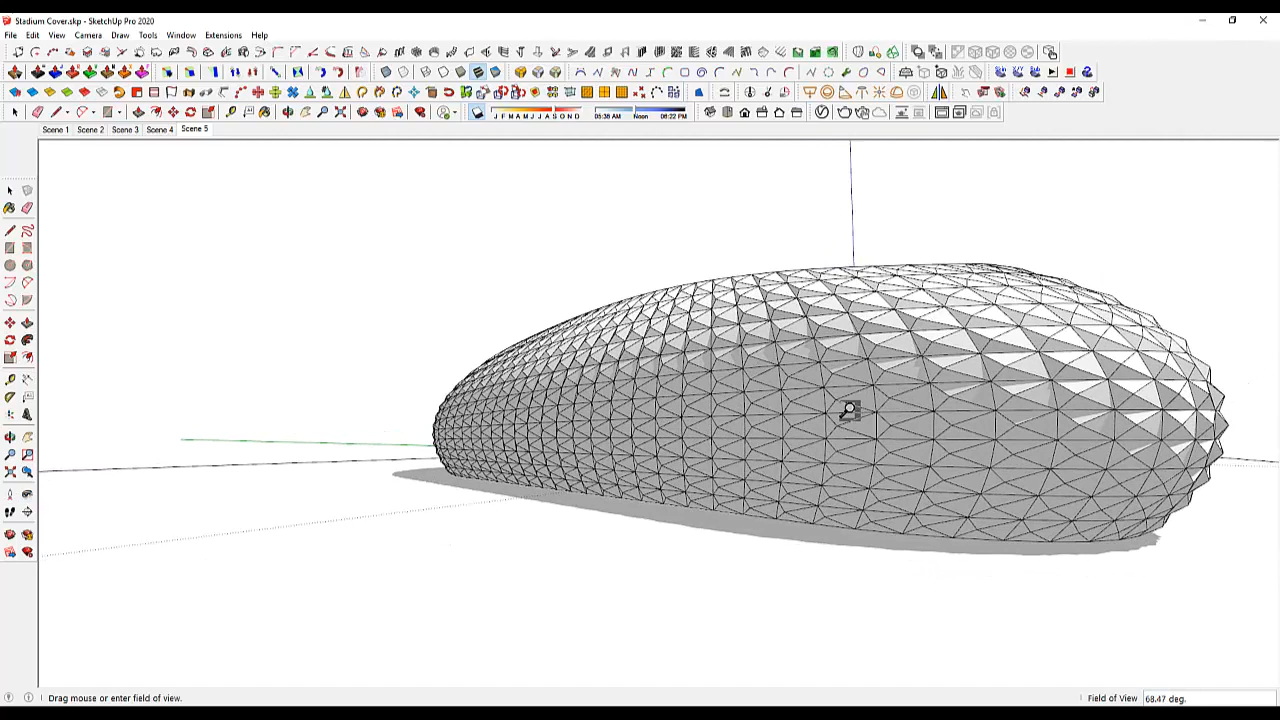 Stadium Cover.skp - SketchUp Pro 2020
File Edit View Camera Draw Tools Window Extensions Help
J F M A M J J A S O N D 05:36 AM Noon 06:22 PM
Scene 1 Scene 2 Scene 3 Scene 4 Scene 5
Drag mouse or enter field of view. Field of View 68.47 deg.